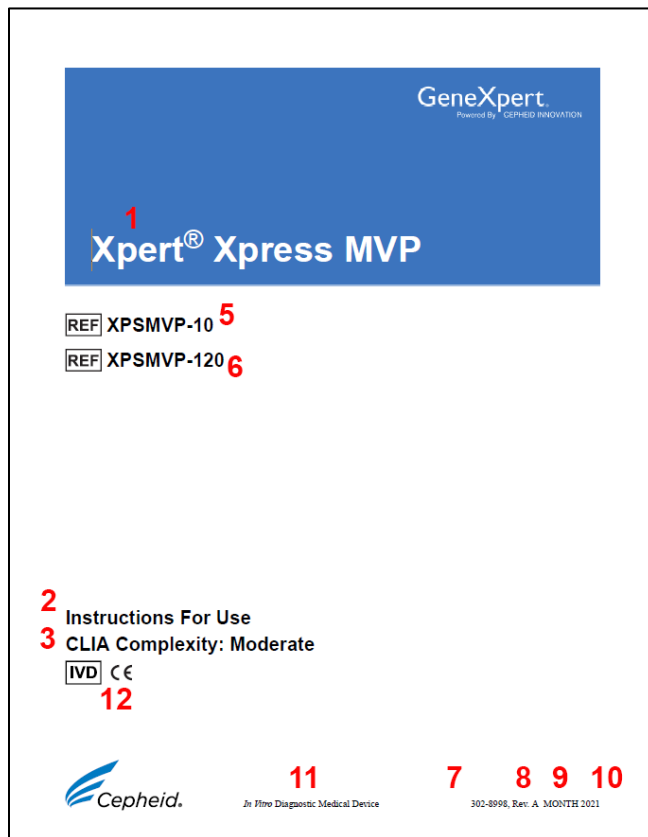 GeneXpert®
Powered By CEPHEID INNOVATION
1
Xpert® Xpress MVP
REF XPSMVP-10 5
REF XPSMVP-120 6
2
Instructions For Use
3 CLIA Complexity: Moderate
IVD CE
12
11 7 8 9 10
Cepheid® In Vitro Diagnostic Medical Device 302-8998, Rev. A MONTH 2021